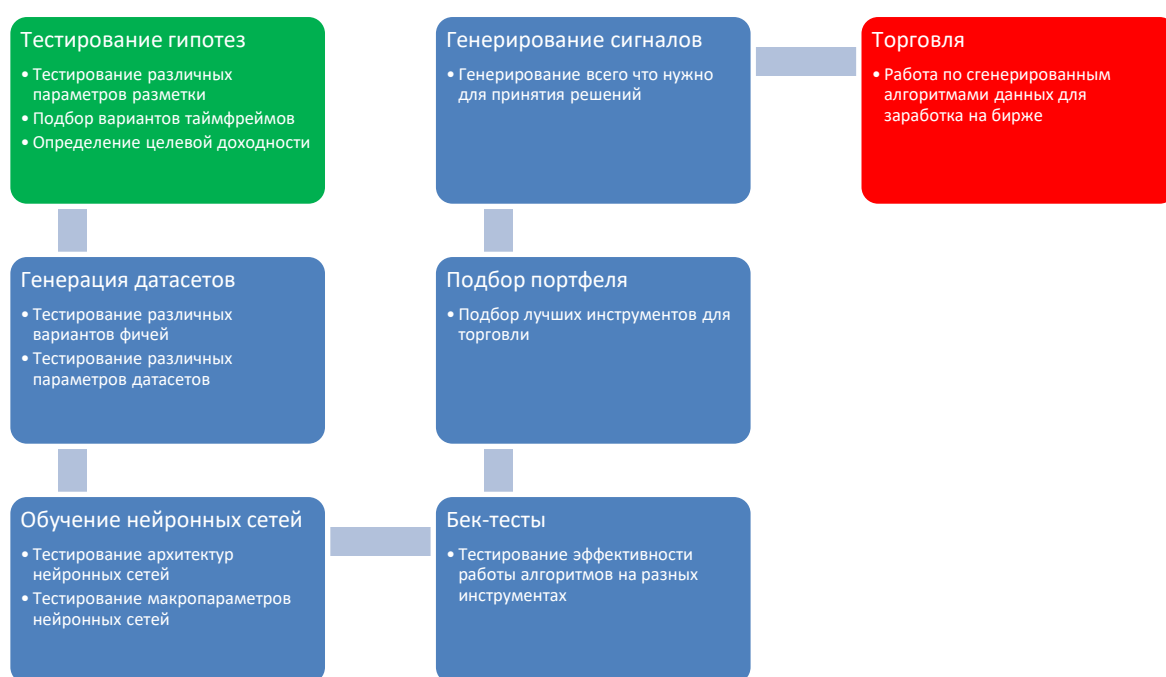 Тестирование гипотез
• Тестирование различных
параметров разметки
• Подбор вариантов таймфреймов
• Определение целевой доходности
Генерация датасетов
• Тестирование различных
вариантов фичей
• Тестирование различных
параметров датасетов
Обучение нейронных сетей
• Тестирование архитектур
нейронных сетей
• Тестирование макропараметров
нейронных сетей
Бек-тесты
• Тестирование эффективности
работы алгоритмов на разных
инструментах
Подбор портфеля
• Подбор лучших инструментов для
торговли
Генерирование сигналов
• Генерирование всего что нужно
для принятия решений
Торговля
• Работа по сгенерированным
алгоритмами данных для
заработка на бирже